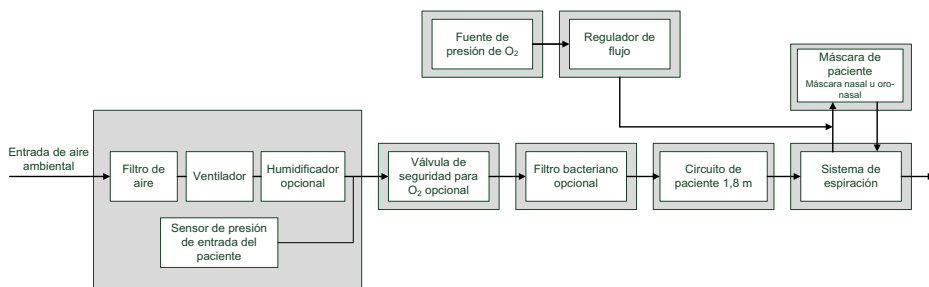 Fuente de
presión de O2
Regulador de
flujo
Máscara de
paciente
Máscara nasal u oro-
nasal
Entrada de aire
ambiental
Filtro de
aire
Ventilador
Humidificador
opcional
Válvula de
seguridad para
O2 opcional
Filtro bacteriano
opcional
Circuito de
paciente 1,8 m
Sistema de
espiración
Sensor de presión
de entrada del
paciente